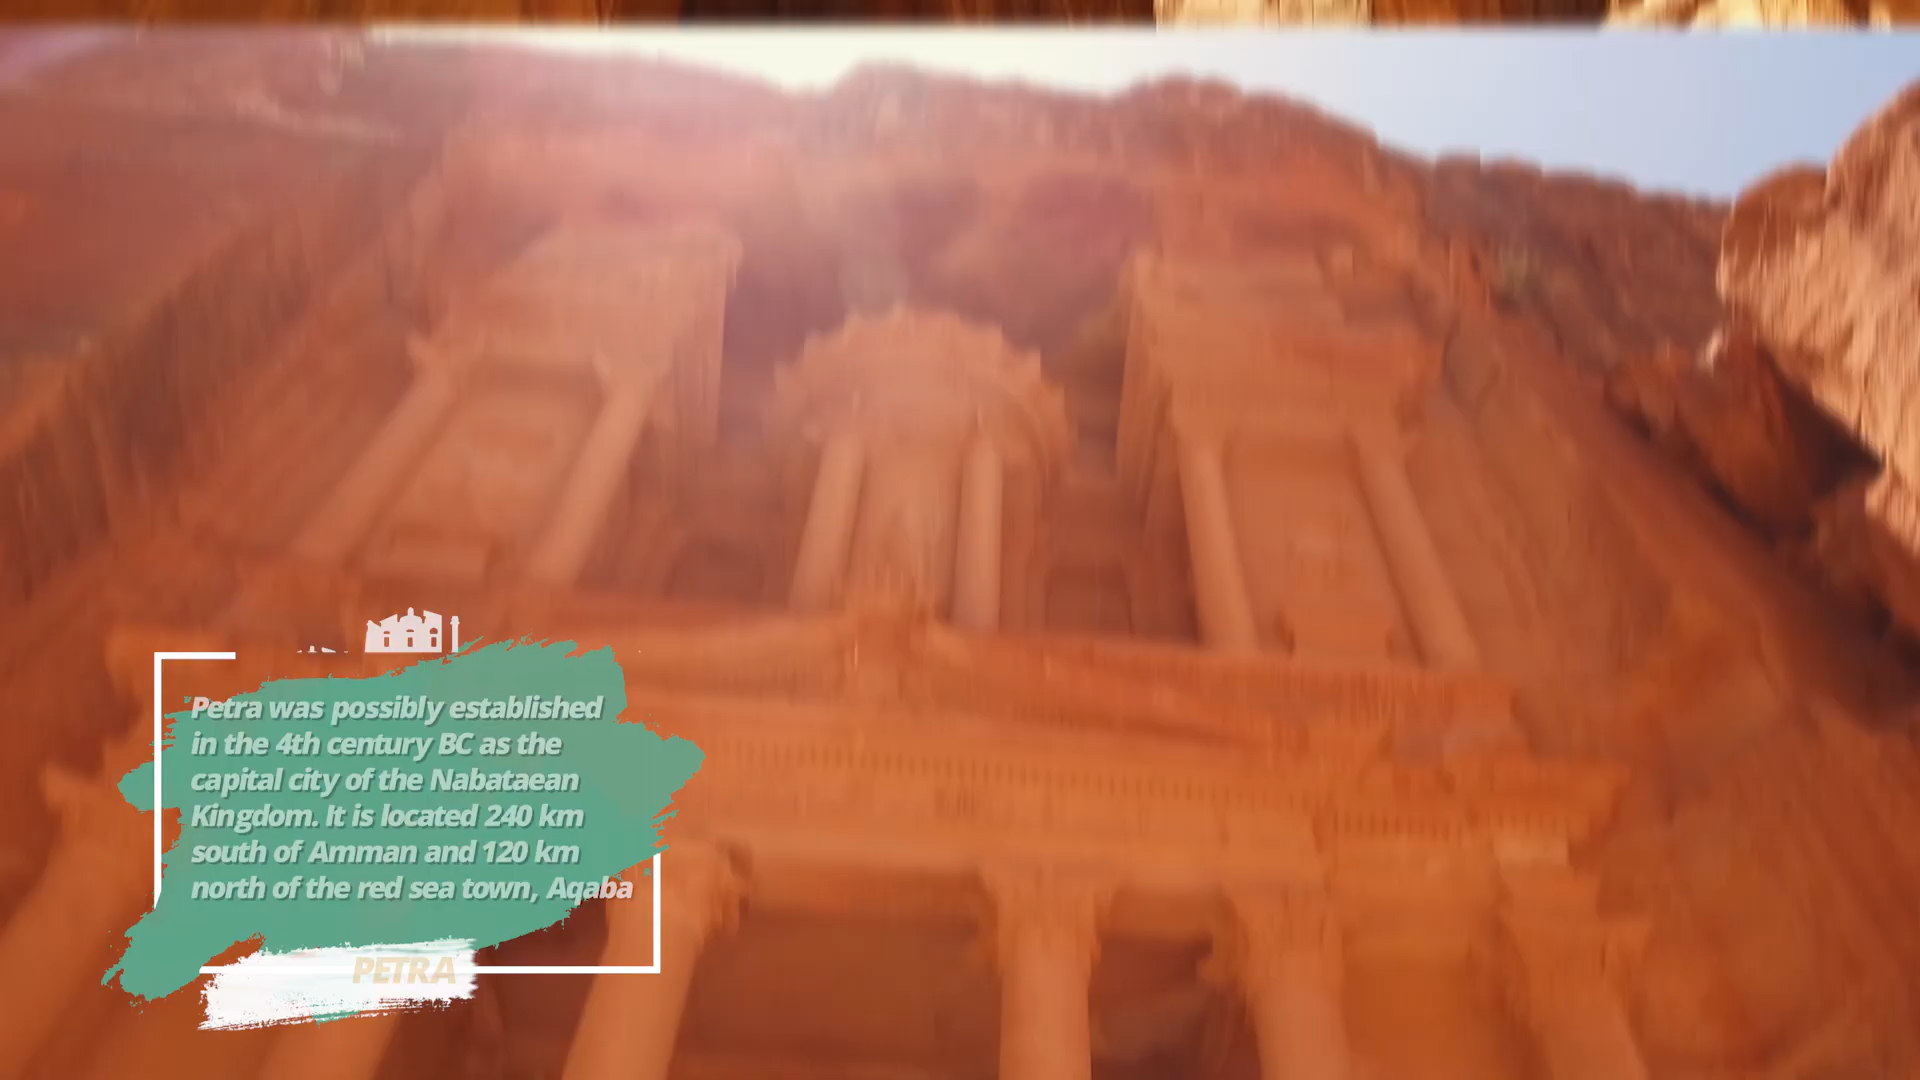 Petra was possibly established
in the 4th century BC as the
capital city of the Nabataean
Kingdom. It is located 240 km
south of Amman and 120 km
north of the red sea town, Aqaba
PETRA